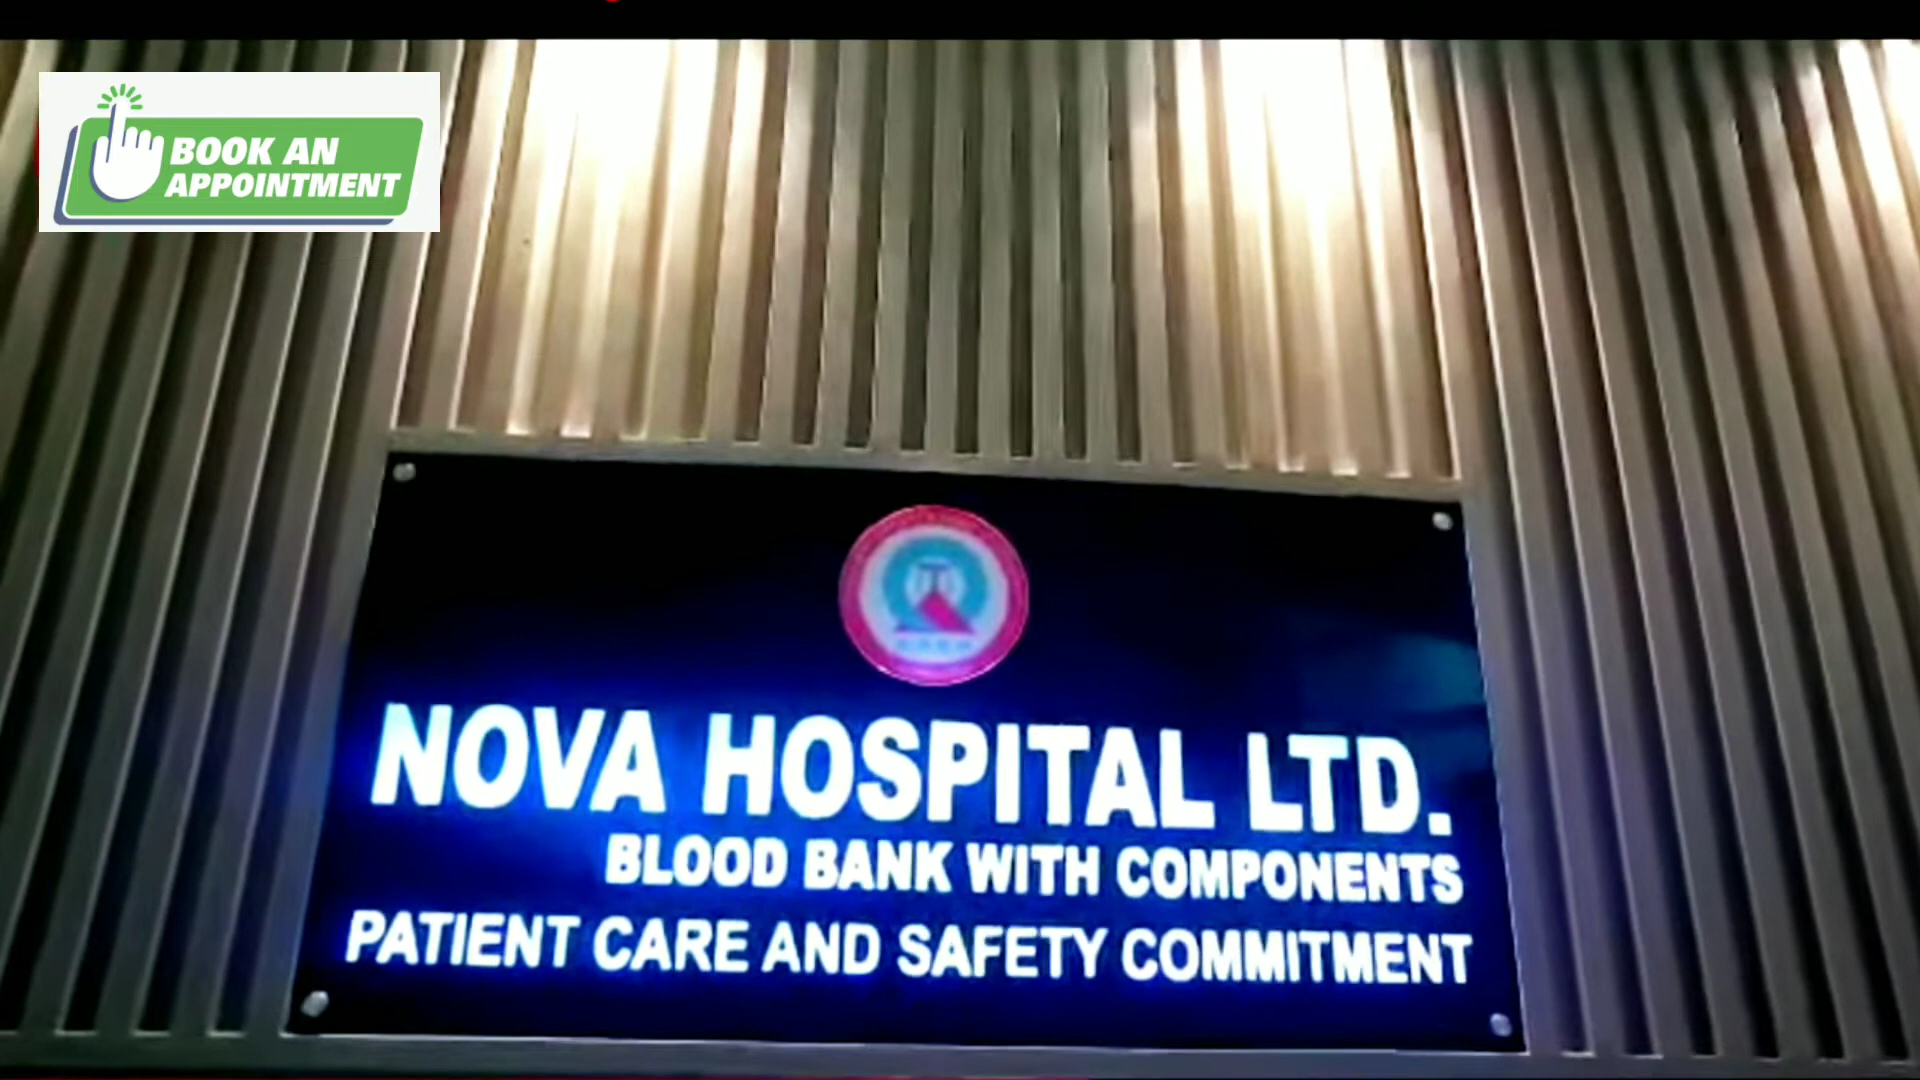 BOOK AN
APPOINTMENT
NOVA HOSPITAL LTD.
BLOOD BANK WITH COMPONENTS
PATIENT CARE AND SAFETY COMMITMENT